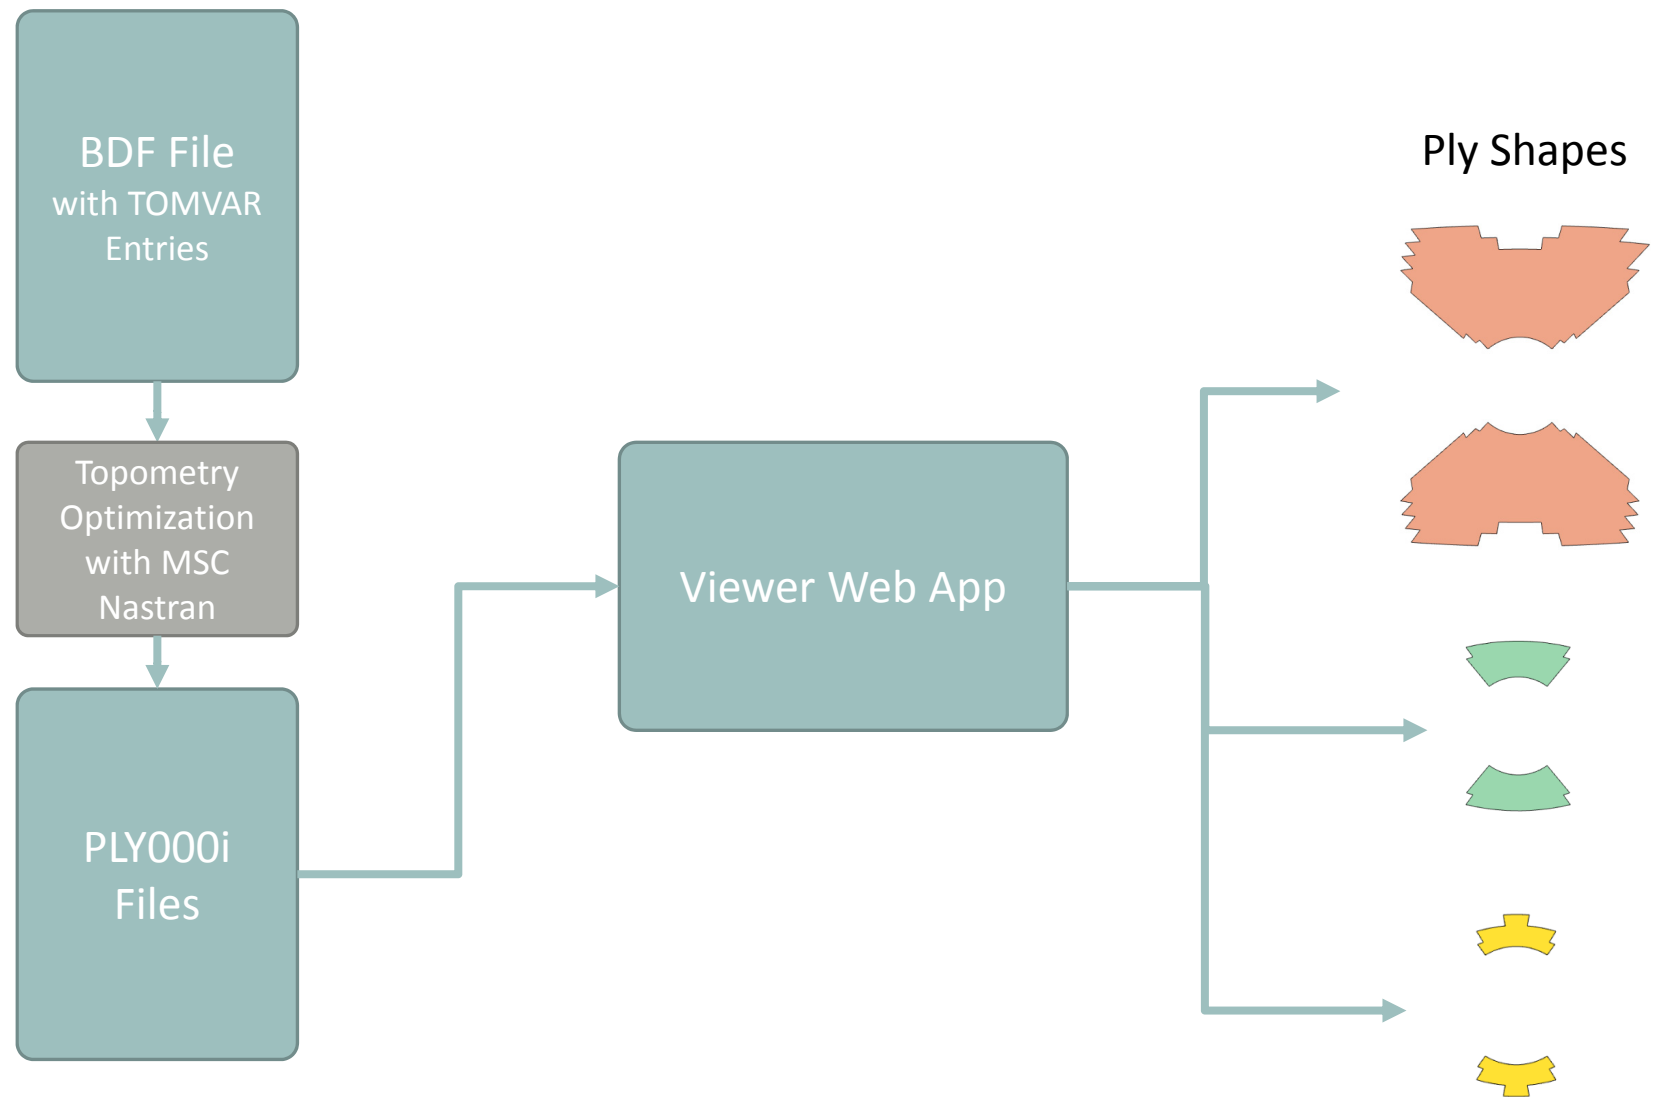 BDF File
with TOMVAR
Entries
Topometry
Optimization
with MSC
Nastran
PLY000i
Files
Viewer Web App
Ply Shapes